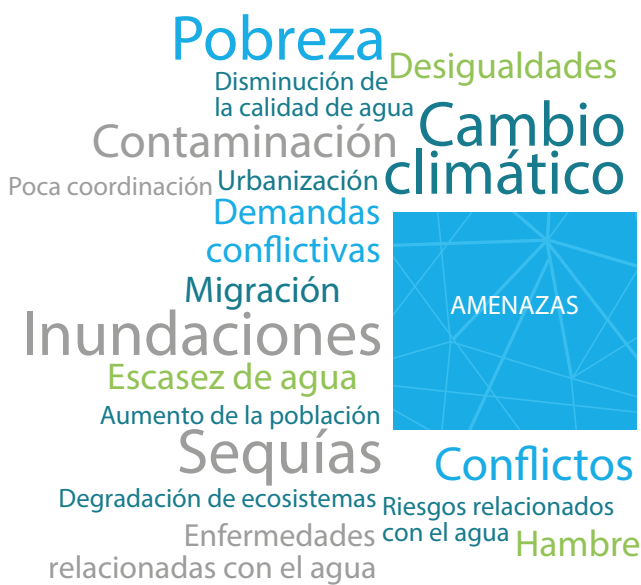 Pobreza
Desigualdades
Disminución de
la calidad de agua
Cambio
climático
Contaminación
Poca coordinación
Urbanización
Demandas
conflictivas
Migración
AMENAZAS
Inundaciones
Escasez de agua
Aumento de la población
Sequías
Conflictos
Degradación de ecosistemas
Riesgos relacionados
con el agua
Hambre
Enfermedades
relacionadas con el agua